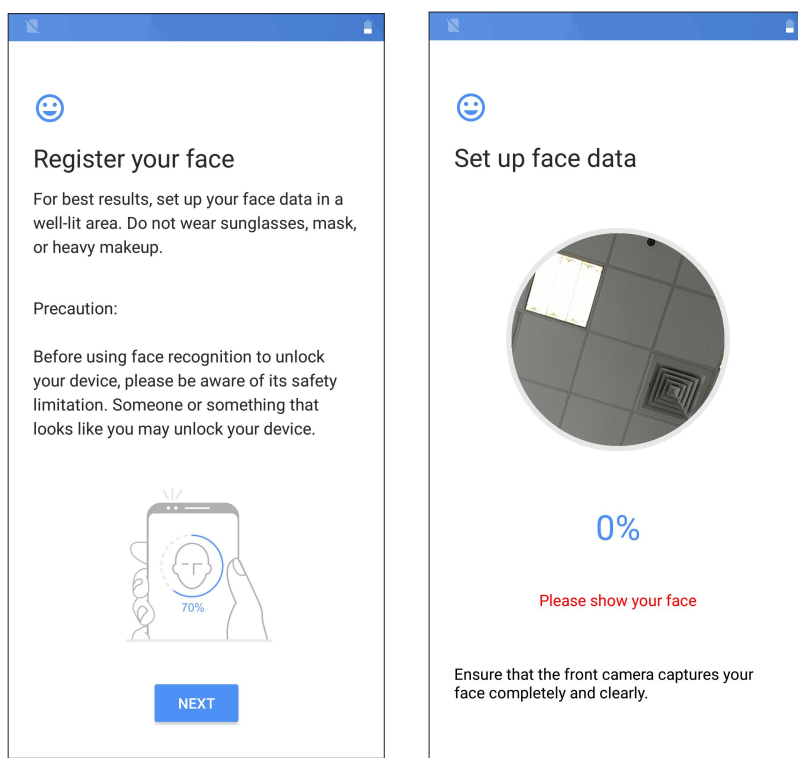 Register your face
For best results, set up your face data in a
well-lit area. Do not wear sunglasses, mask,
or heavy makeup.
Precaution:
Before using face recognition to unlock
your device, please be aware of its safety
limitation. Someone or something that
looks like you may unlock your device.
70%
NEXT
Set up face data
0%
Please show your face
Ensure that the front camera captures your
face completely and clearly.